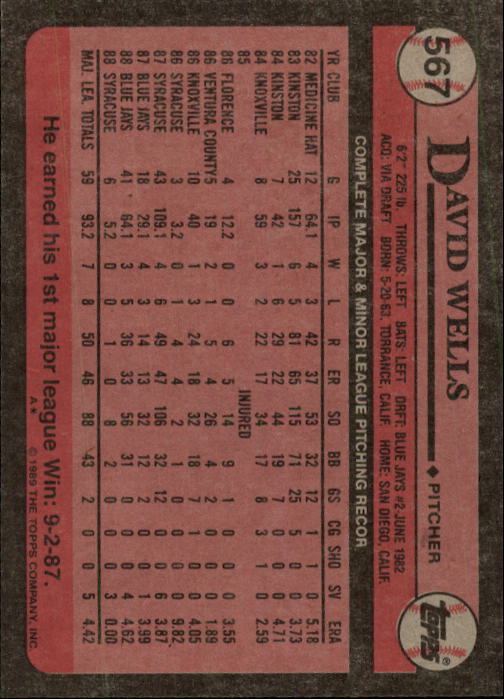 567
DAVID WELLS
◆ PITCHER
topps®
6'2" 225 lb. THROWS: LEFT BATS: LEFT DRFT: BLUE JAYS #2-JUNE 1982
ACQ: VIA DRAFT BORN: 5-20-63, TORRANCE, CALIF. HOME: SAN DIEGO, CALIF.
COMPLETE MAJOR & MINOR LEAGUE PITCHING RECOR
YR CLUB G IP W L R ER SO BB GS CG SHO SV ERA
82 MEDICINE HAT 12 64.1 4 3 42 37 53 32 12 1 0 0 5.18
83 KINSTON 25 157 6 5 81 65 115 71 25 5 0 0 3.73
84 KINSTON 7 42 1 6 29 22 44 19 7 0 0 0 4.71
84 KNOXVILLE 8 59 3 2 22 17 34 17 8 3 1 0 2.59
85 INJURED
86 FLORENCE 4 12.2 0 0 6 5 14 9 1 0 0 0 3.55
86 VENTURA COUNTY 5 19 2 1 5 4 26 4 2 0 0 0 1.89
86 KNOXVILLE 10 40 1 3 24 18 32 18 7 1 0 0 4.05
86 SYRACUSE 3 3.2 0 1 4 4 2 1 0 0 0 0 9.82
87 SYRACUSE 43 109.1 4 6 49 47 106 32 12 0 0 6 3.87
87 BLUE JAYS 18 29.1 4 3 14 13 32 12 2 0 0 1 3.99
88 BLUE JAYS 41 64.1 3 5 36 33 56 31 0 0 0 4 4.62
88 SYRACUSE 6 5.2 0 0 1 0 8 2 0 0 0 3 0.00
MAJ. LEA. TOTALS 59 93.2 7 8 50 46 88 43 2 0 0 5 4.42
He earned his 1st major league Win: 9-2-87.
A* © 1989 THE TOPPS COMPANY, INC.